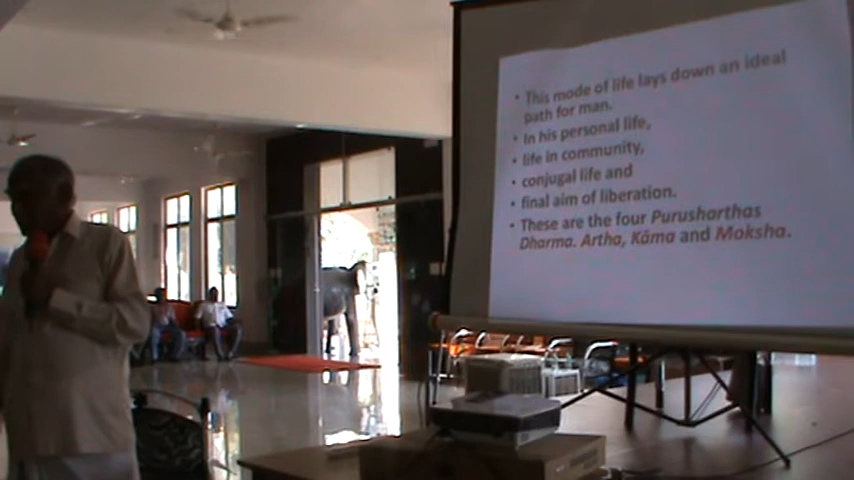 • This mode of life lays down an ideal
path for man.
• In his personal life,
• life in community,
• conjugal life and
• final aim of liberation.
• These are the four Purusharthas
Dharma. Artha, Kāma and Moksha.